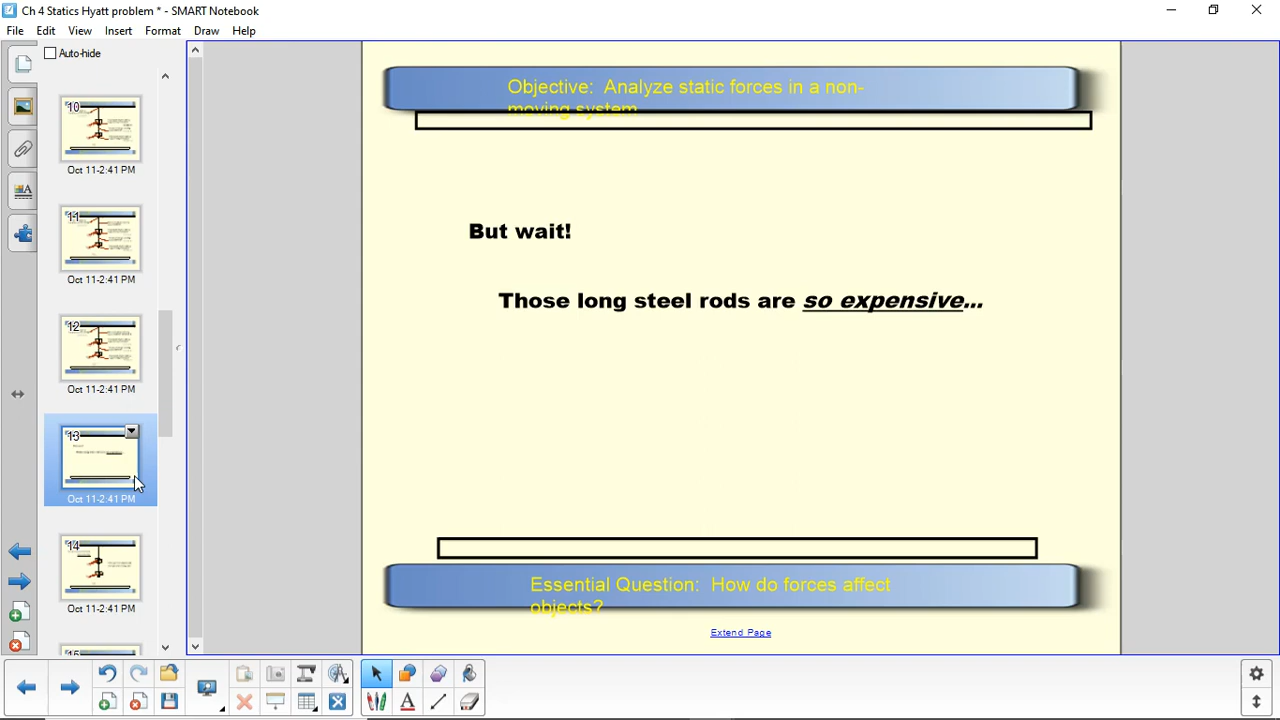 Ch 4 Statics Hyatt problem * - SMART Notebook
File Edit View Insert Format Draw Help
Auto-hide
10
Oct 11-2:41 PM
11
Oct 11-2:41 PM
12
Oct 11-2:41 PM
13
Oct 11-2:41 PM
14
Oct 11-2:41 PM
15
Objective: Analyze static forces in a non-
moving system
But wait!
Those long steel rods are so expensive...
Essential Question: How do forces affect
objects?
Extend Page